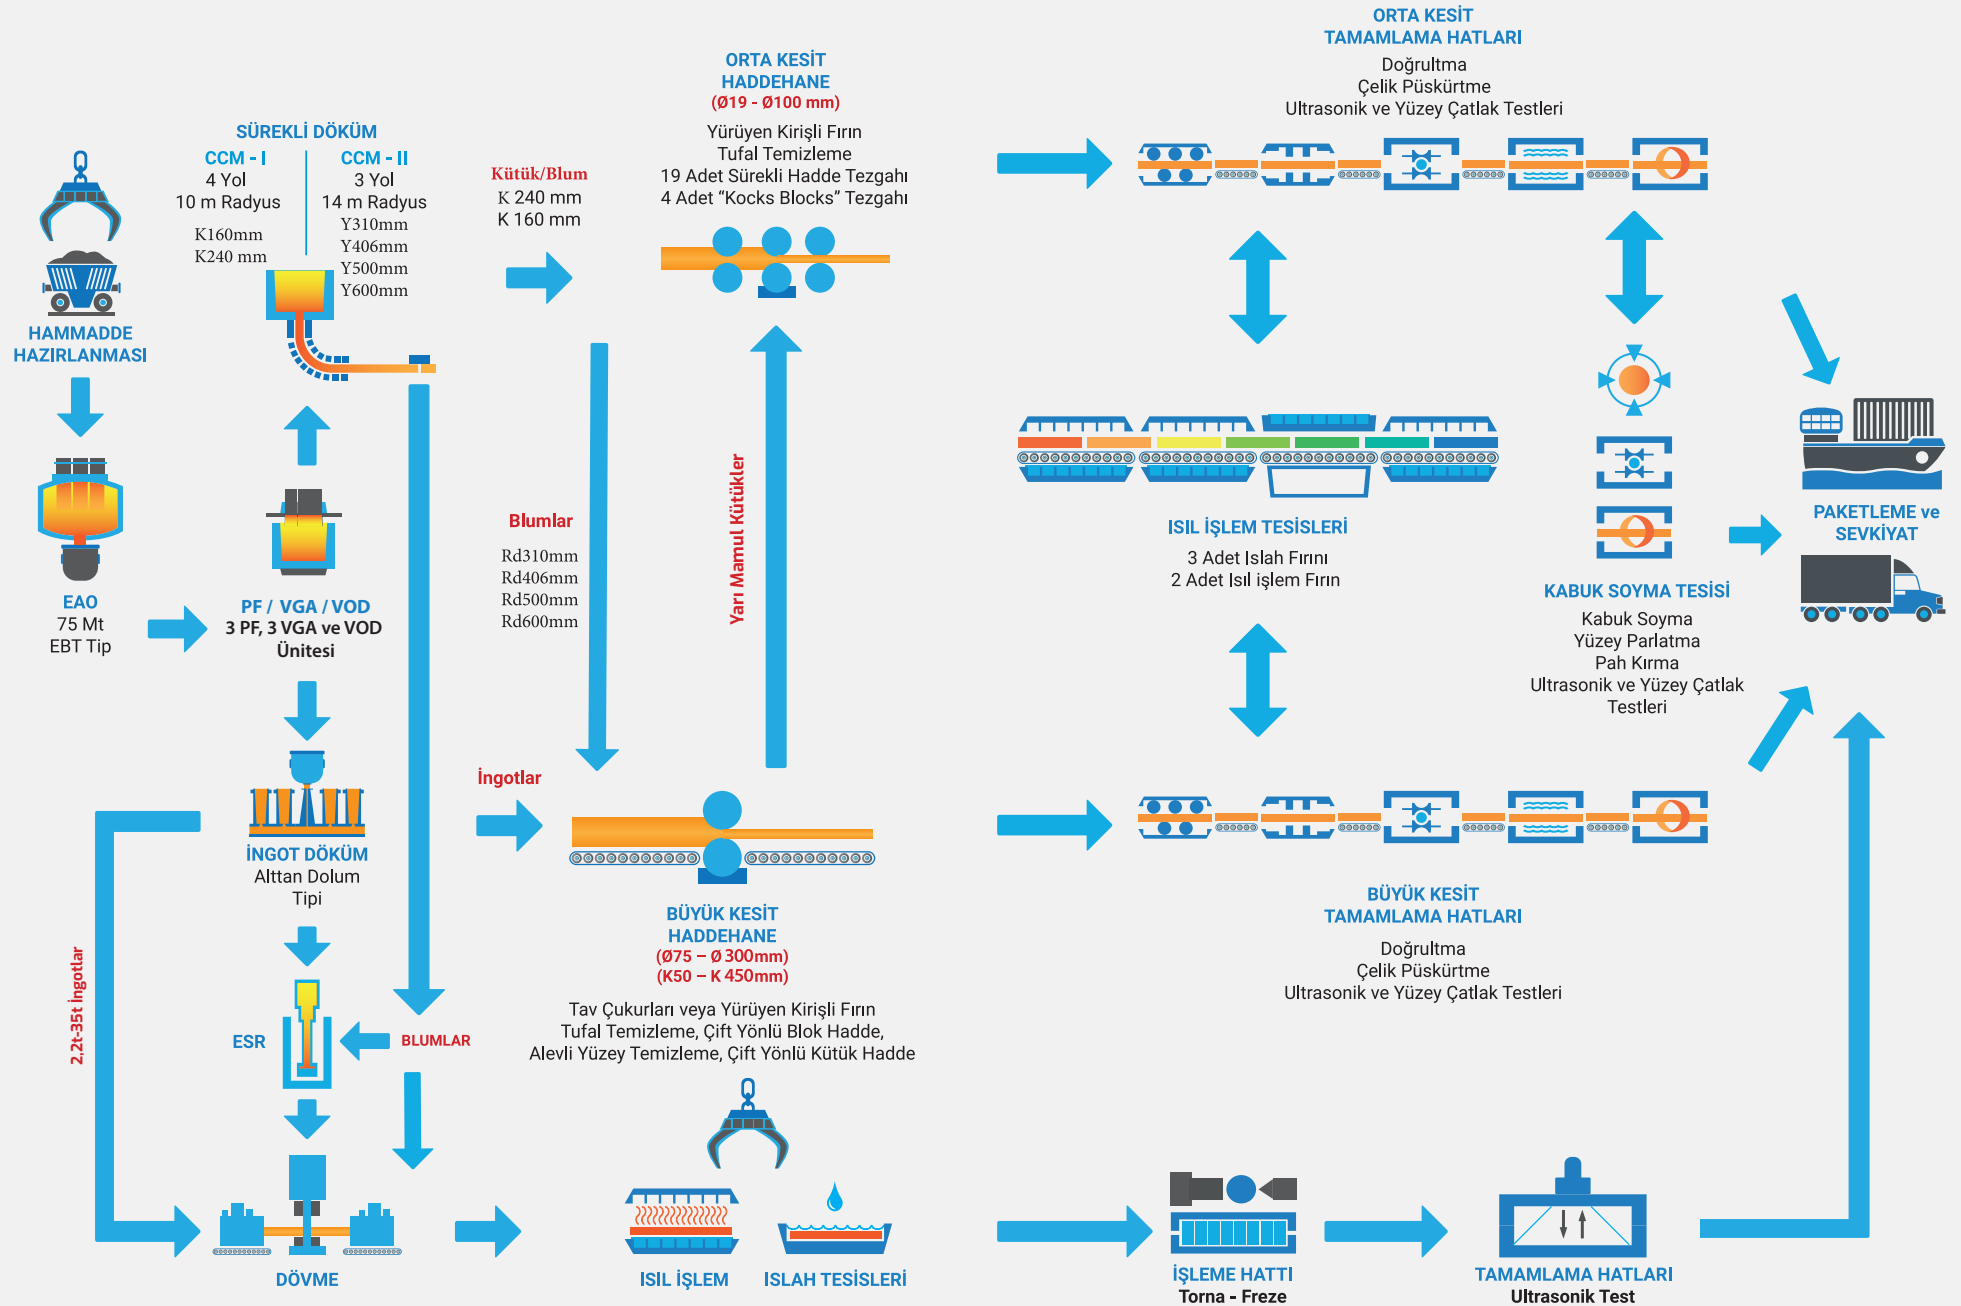 HAMMADDE
HAZIRLANMASI
EAO
75 Mt
EBT Tip
SÜREKLİ DÖKÜM
CCM - I
4 Yol
10 m Radyus
K160mm
K240 mm
CCM - II
3 Yol
14 m Radyus
Y310mm
Y406mm
Y500mm
Y600mm
PF / VGA / VOD
3 PF, 3 VGA ve VOD
Ünitesi
İNGOT DÖKÜM
Alttan Dolum
Tipi
ESR
BLUMLAR
2,2t-35t İngotlar
DÖVME
Kütük/Blum
K 240 mm
K 160 mm
Blumlar
Rd310mm
Rd406mm
Rd500mm
Rd600mm
İngotlar
ORTA KESİT
HADDEHANE
(Ø19 - Ø100 mm)
Yürüyen Kirişli Fırın
Tufal Temizleme
19 Adet Sürekli Hadde Tezgahı
4 Adet “Kocks Blocks” Tezgahı
Yarı Mamul Kütükler
BÜYÜK KESİT
HADDEHANE
(Ø75 – Ø 300mm)
(K50 – K 450mm)
Tav Çukurları veya Yürüyen Kirişli Fırın
Tufal Temizleme, Çift Yönlü Blok Hadde,
Alevli Yüzey Temizleme, Çift Yönlü Kütük Hadde
ISIL İŞLEM
ISLAH TESİSLERİ
ORTA KESİT
TAMAMLAMA HATLARI
Doğrultma
Çelik Püskürtme
Ultrasonik ve Yüzey Çatlak Testleri
ISIL İŞLEM TESİSLERİ
3 Adet Islah Fırını
2 Adet Isıl işlem Fırın
KABUK SOYMA TESİSİ
Kabuk Soyma
Yüzey Parlatma
Pah Kırma
Ultrasonik ve Yüzey Çatlak
Testleri
PAKETLEME ve
SEVKİYAT
BÜYÜK KESİT
TAMAMLAMA HATLARI
Doğrultma
Çelik Püskürtme
Ultrasonik ve Yüzey Çatlak Testleri
İŞLEME HATTI
Torna - Freze
TAMAMLAMA HATLARI
Ultrasonik Test